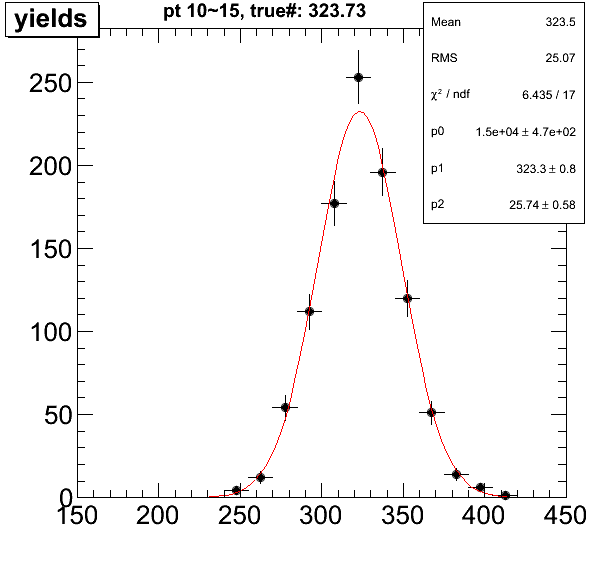 yields
pt 10~15, true#: 323.73
Mean 323.5
RMS 25.07
χ² / ndf 6.435 / 17
p0 1.5e+04 ± 4.7e+02
p1 323.3 ± 0.8
p2 25.74 ± 0.58
250
200
150
100
50
0
150 200 250 300 350 400 450